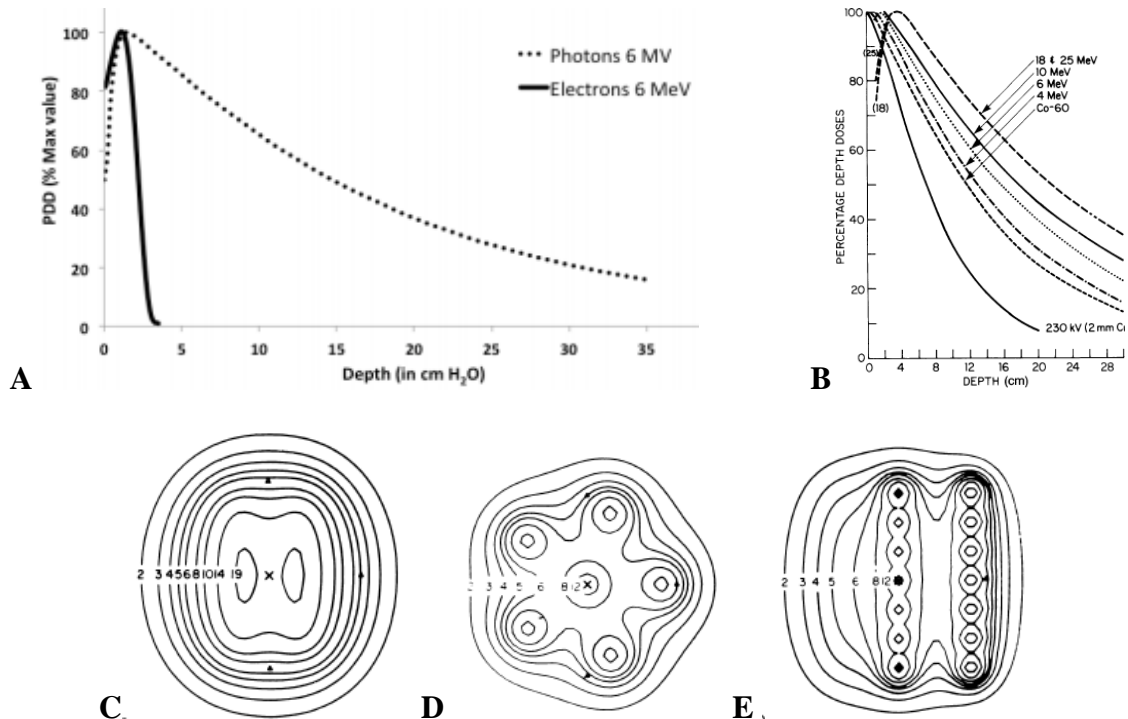 100
80
60
40
20
0
PDD (% Max value)
Photons 6 MV
Electrons 6 MeV
0 5 10 15 20 25 30 35
Depth (in cm H₂O)
A
100
80
60
40
20
0
PERCENTAGE DEPTH DOSES
(25)
(18)
18 & 25 MeV
10 MeV
6 MeV
4 MeV
Co-60
230 kV (2 mm
0 4 8 12 16 20 24 28
DEPTH (cm)
B
2 3 4 5 6 8 10 14 19
C
2 3 4 5 6 8 12
D
2 3 4 5 6 8 12
E